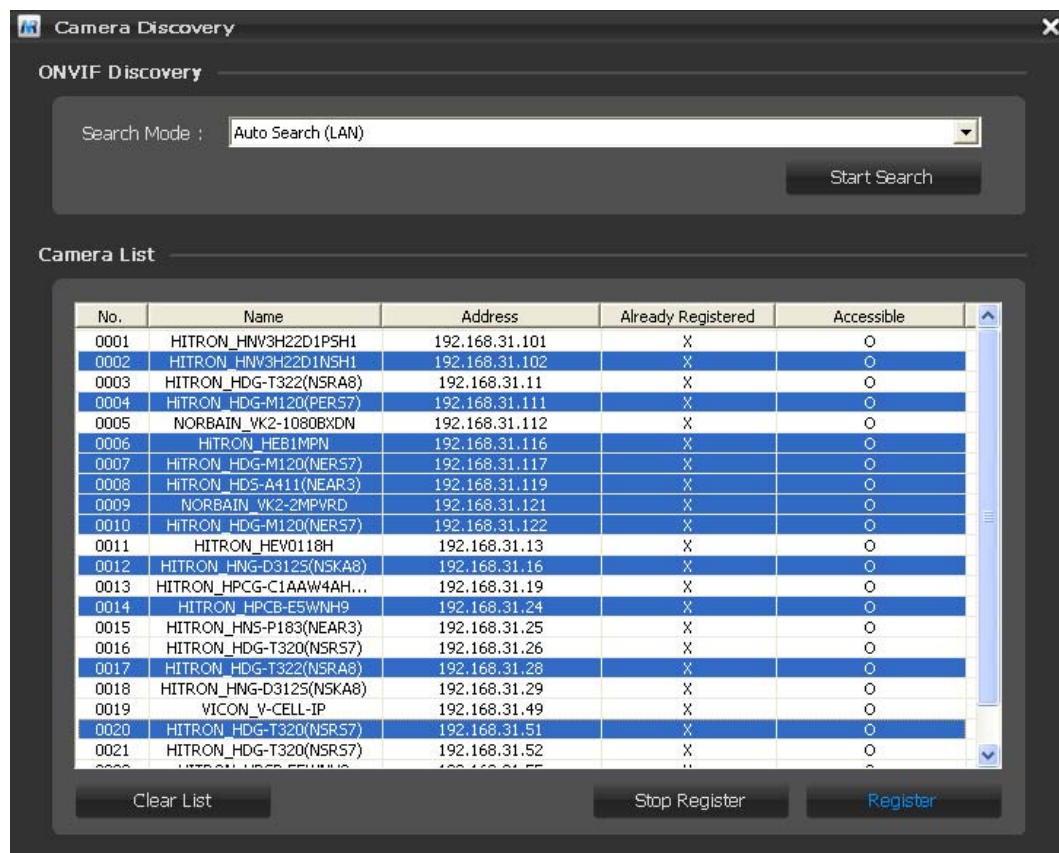 Camera Discovery
ONVIF Discovery
Search Mode : Auto Search (LAN)
Start Search
Camera List
No. Name Address Already Registered Accessible
0001 HITRON_HNV3H22D1PSH1 192.168.31.101 X O
0002 HITRON_HNV3H22D1NSH1 192.168.31.102 X O
0003 HITRON_HDG-T322(NSRA8) 192.168.31.11 X O
0004 HiTRON_HDG-M120(PERS7) 192.168.31.111 X O
0005 NORBAIN_VK2-1080BXDN 192.168.31.112 X O
0006 HiTRON_HEB1MPN 192.168.31.116 X O
0007 HiTRON_HDG-M120(NERS7) 192.168.31.117 X O
0008 HiTRON_HDS-A411(NEAR3) 192.168.31.119 X O
0009 NORBAIN_VK2-2MPVRD 192.168.31.121 X O
0010 HiTRON_HDG-M120(NERS7) 192.168.31.122 X O
0011 HITRON_HEV0118H 192.168.31.13 X O
0012 HITRON_HNG-D312S(NSKA8) 192.168.31.16 X O
0013 HITRON_HPCG-C1AAW4AH... 192.168.31.19 X O
0014 HITRON_HPCB-E5WNH9 192.168.31.24 X O
0015 HITRON_HNS-P183(NEAR3) 192.168.31.25 X O
0016 HITRON_HDG-T320(NSRS7) 192.168.31.26 X O
0017 HITRON_HDG-T322(NSRA8) 192.168.31.28 X O
0018 HITRON_HNG-D312S(NSKA8) 192.168.31.29 X O
0019 VICON_V-CELL-IP 192.168.31.49 X O
0020 HITRON_HDG-T320(NSRS7) 192.168.31.51 X O
0021 HITRON_HDG-T320(NSRS7) 192.168.31.52 X O
Clear List Stop Register Register